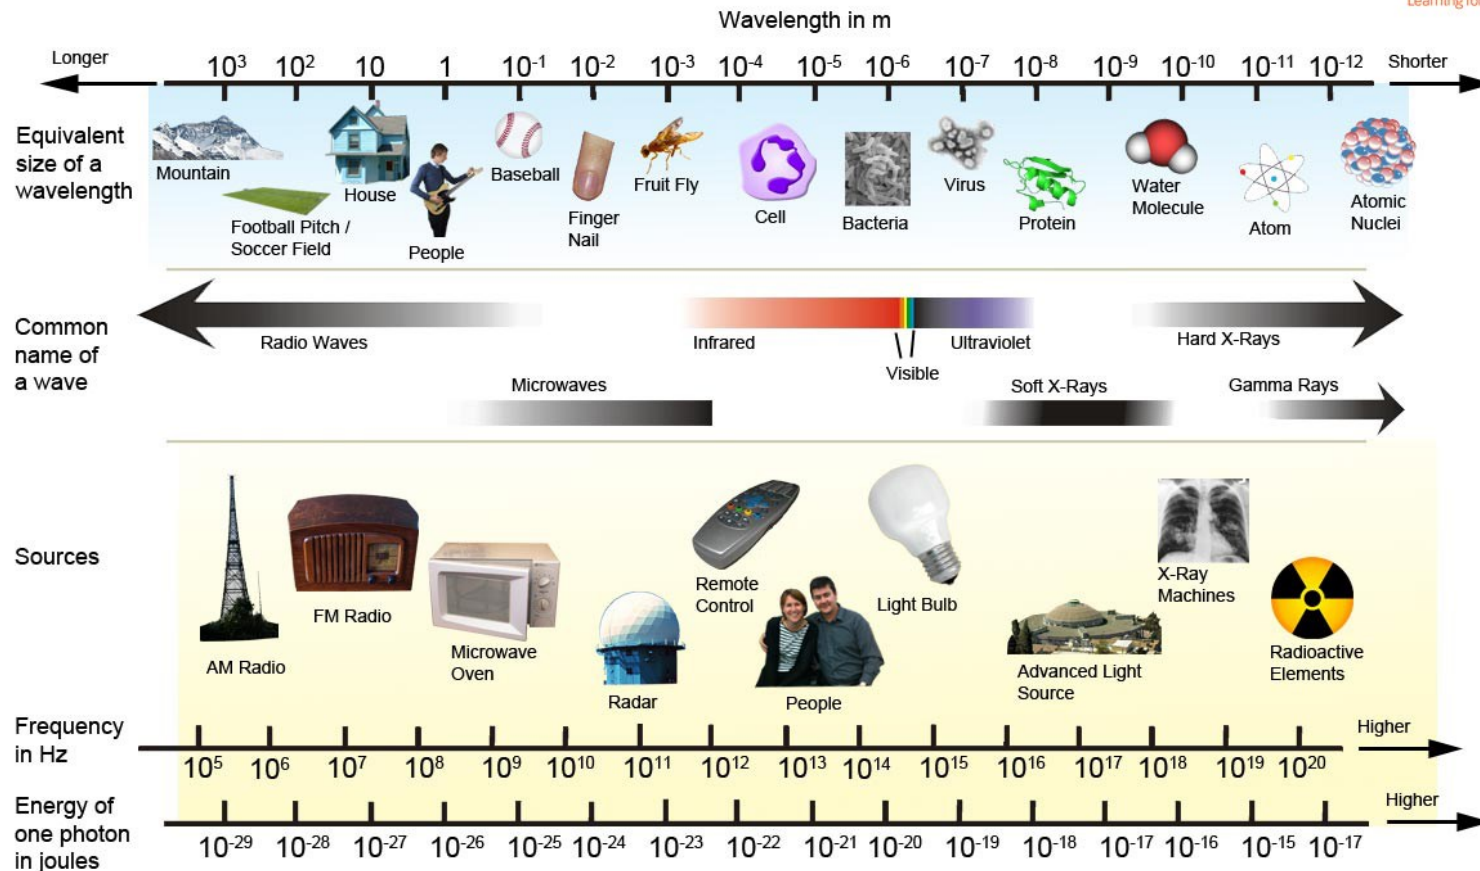 Learning for
Wavelength in m
Longer
10³ 10² 10 1 10⁻¹ 10⁻² 10⁻³ 10⁻⁴ 10⁻⁵ 10⁻⁶ 10⁻⁷ 10⁻⁸ 10⁻⁹ 10⁻¹⁰ 10⁻¹¹ 10⁻¹²
Shorter
Equivalent
size of a
wavelength
Mountain
Football Pitch /
Soccer Field
House
People
Baseball
Finger
Nail
Fruit Fly
Cell
Bacteria
Virus
Protein
Water
Molecule
Atom
Atomic
Nuclei
Common
name of
a wave
Radio Waves
Infrared
Visible
Ultraviolet
Hard X-Rays
Microwaves
Soft X-Rays
Gamma Rays
Sources
AM Radio
FM Radio
Microwave
Oven
Radar
Remote
Control
People
Light Bulb
Advanced Light
Source
X-Ray
Machines
Radioactive
Elements
Frequency
in Hz
10⁵ 10⁶ 10⁷ 10⁸ 10⁹ 10¹⁰ 10¹¹ 10¹² 10¹³ 10¹⁴ 10¹⁵ 10¹⁶ 10¹⁷ 10¹⁸ 10¹⁹ 10²⁰
Higher
Energy of
one photon
in joules
10⁻²⁹ 10⁻²⁸ 10⁻²⁷ 10⁻²⁶ 10⁻²⁵ 10⁻²⁴ 10⁻²³ 10⁻²² 10⁻²¹ 10⁻²⁰ 10⁻¹⁹ 10⁻¹⁸ 10⁻¹⁷ 10⁻¹⁶ 10⁻¹⁵ 10⁻¹⁷
Higher